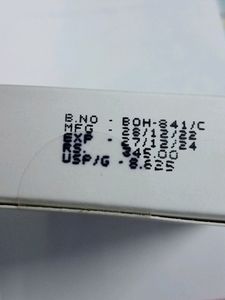 B.NO - BOH-841/C
MFG - 28/12/22
EXP - 27/12/24
RS. 345.00
USP/G - 8.625